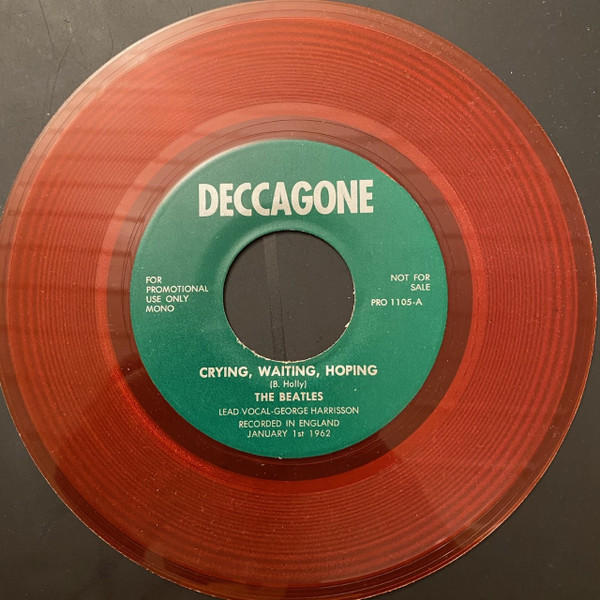 DECCAGONE
FOR
PROMOTIONAL
USE ONLY
MONO
NOT FOR
SALE
PRO 1105-A
CRYING, WAITING, HOPING
(B. Holly)
THE BEATLES
LEAD VOCAL-GEORGE HARRISSON
RECORDED IN ENGLAND
JANUARY 1st 1962